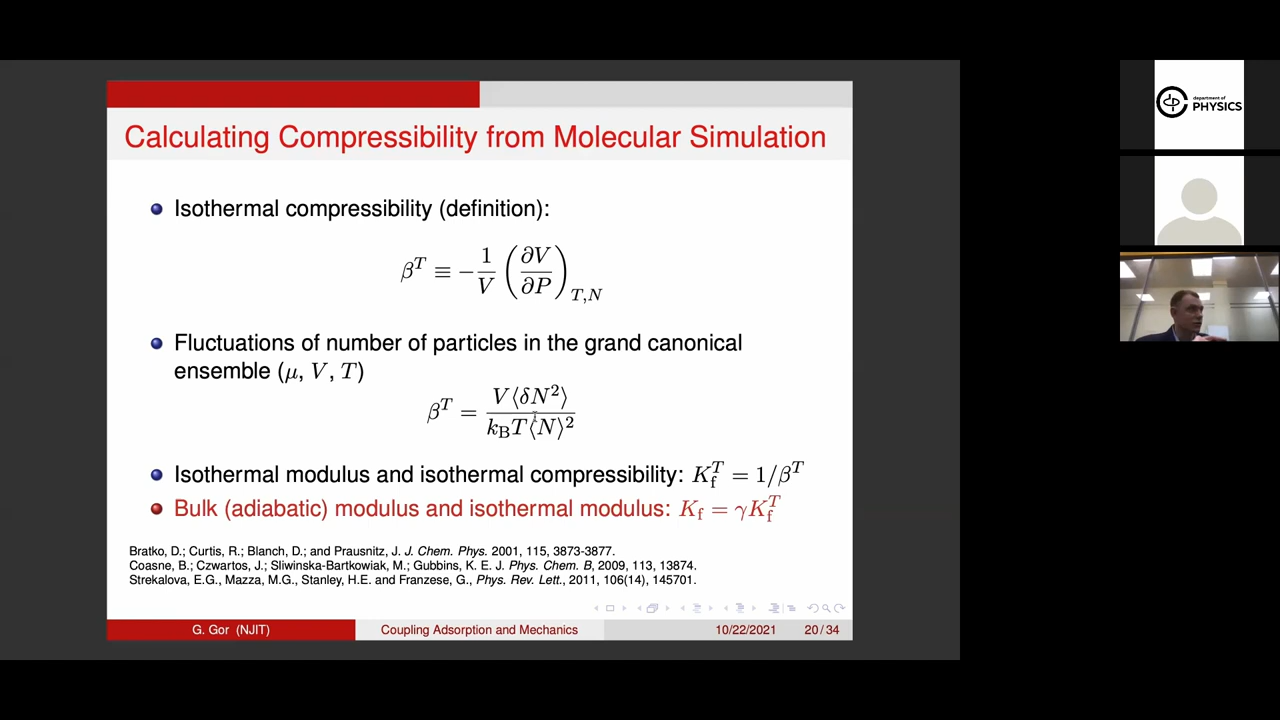 Calculating Compressibility from Molecular Simulation
Isothermal compressibility (definition):
β^T ≡ −1/V (∂V/∂P)_{T,N}
Fluctuations of number of particles in the grand canonical
ensemble (μ, V, T)
β^T = V⟨δN²⟩ / k_B T⟨N⟩²
Isothermal modulus and isothermal compressibility: K_f^T = 1/β^T
Bulk (adiabatic) modulus and isothermal modulus: K_f = γK_f^T
Bratko, D.; Curtis, R.; Blanch, D.; and Prausnitz, J. J. Chem. Phys. 2001, 115, 3873-3877.
Coasne, B.; Czwartos, J.; Sliwinska-Bartkowiak, M.; Gubbins, K. E. J. Phys. Chem. B, 2009, 113, 13874.
Strekalova, E.G., Mazza, M.G., Stanley, H.E. and Franzese, G., Phys. Rev. Lett., 2011, 106(14), 145701.
G. Gor (NJIT) Coupling Adsorption and Mechanics 10/22/2021 20/34
department of
PHYSICS